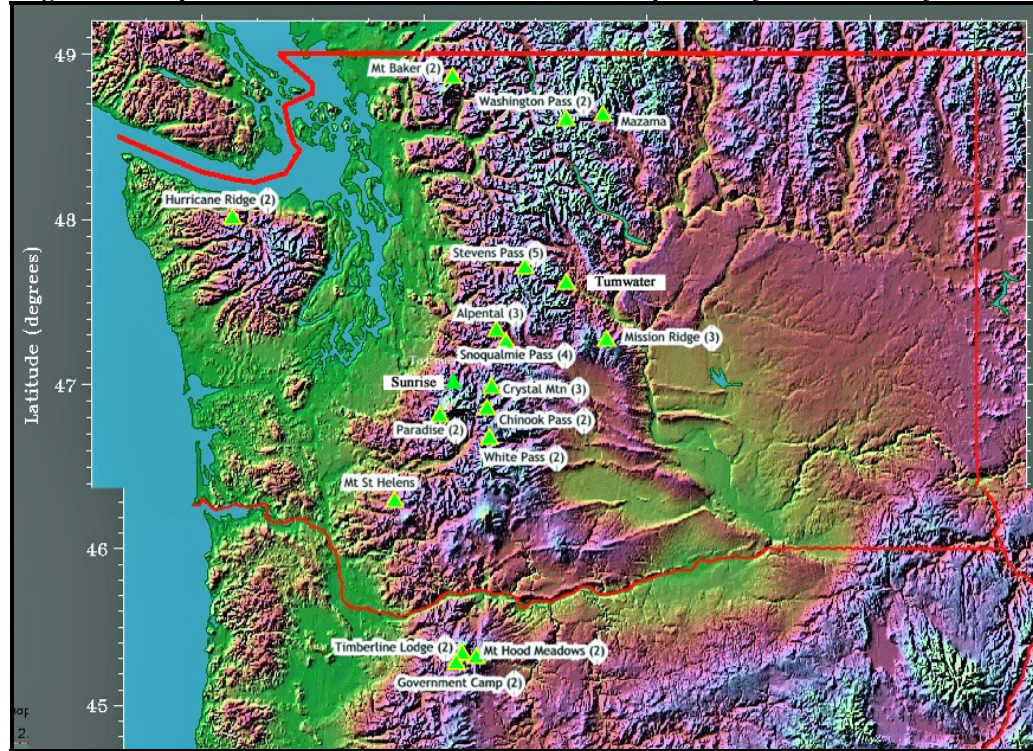 49
Mt Baker (2)
Washington Pass (2)
Mazama
Hurricane Ridge (2)
48
Stevens Pass (5)
Tumwater
Alpental (3)
Mission Ridge (3)
Snoqualmie Pass (4)
Latitude (degrees)
47
Sunrise
Crystal Mtn (3)
Chinook Pass (2)
Paradise (2)
White Pass (2)
Mt St Helens
46
Timberline Lodge (2)
Mt Hood Meadows (2)
Government Camp (2)
45
2.